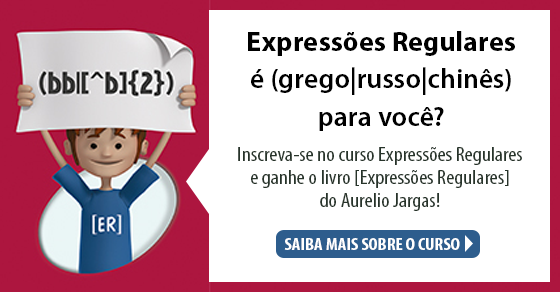 (bb|[^b]{2})
[ER]
Expressões Regulares
é (grego|russo|chinês)
para você?
Inscreva-se no curso Expressões Regulares
e ganhe o livro [Expressões Regulares]
do Aurelio Jargas!
SAIBA MAIS SOBRE O CURSO